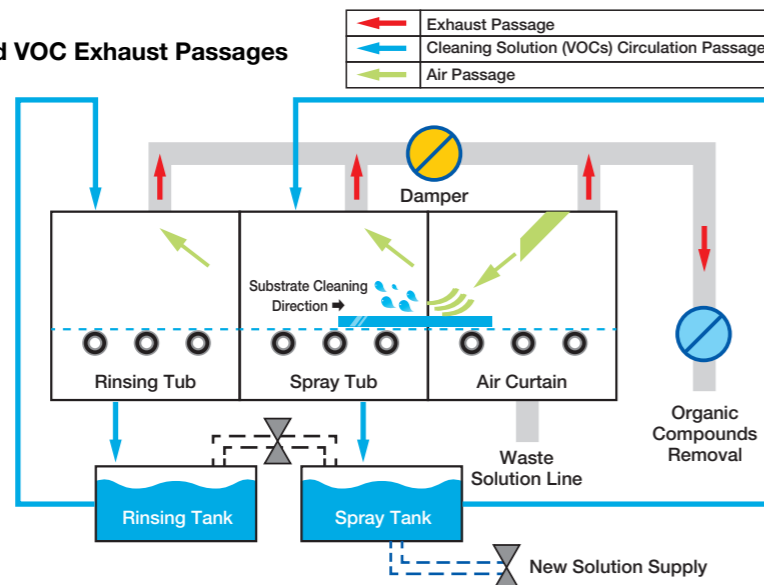 d VOC Exhaust Passages
Exhaust Passage
Cleaning Solution (VOCs) Circulation Passage
Air Passage
Damper
Substrate Cleaning
Direction
Rinsing Tub
Spray Tub
Air Curtain
Organic
Compounds
Removal
Waste
Solution Line
Rinsing Tank
Spray Tank
New Solution Supply